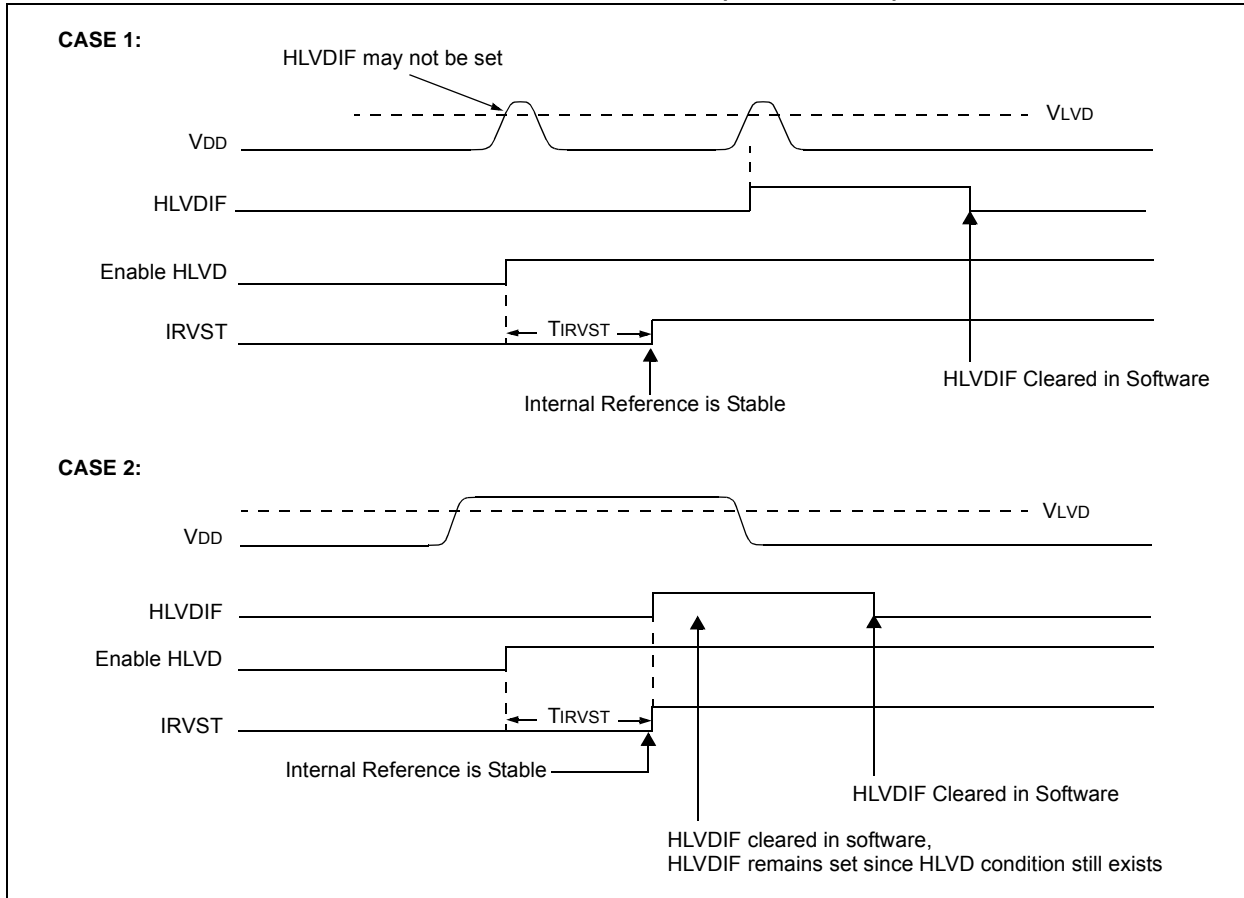 CASE 1:
HLVDIF may not be set
VLVD
VDD
HLVDIF
Enable HLVD
IRVST
TIRVST
HLVDIF Cleared in Software
Internal Reference is Stable
CASE 2:
VLVD
VDD
HLVDIF
Enable HLVD
IRVST
TIRVST
Internal Reference is Stable
HLVDIF Cleared in Software
HLVDIF cleared in software,
HLVDIF remains set since HLVD condition still exists